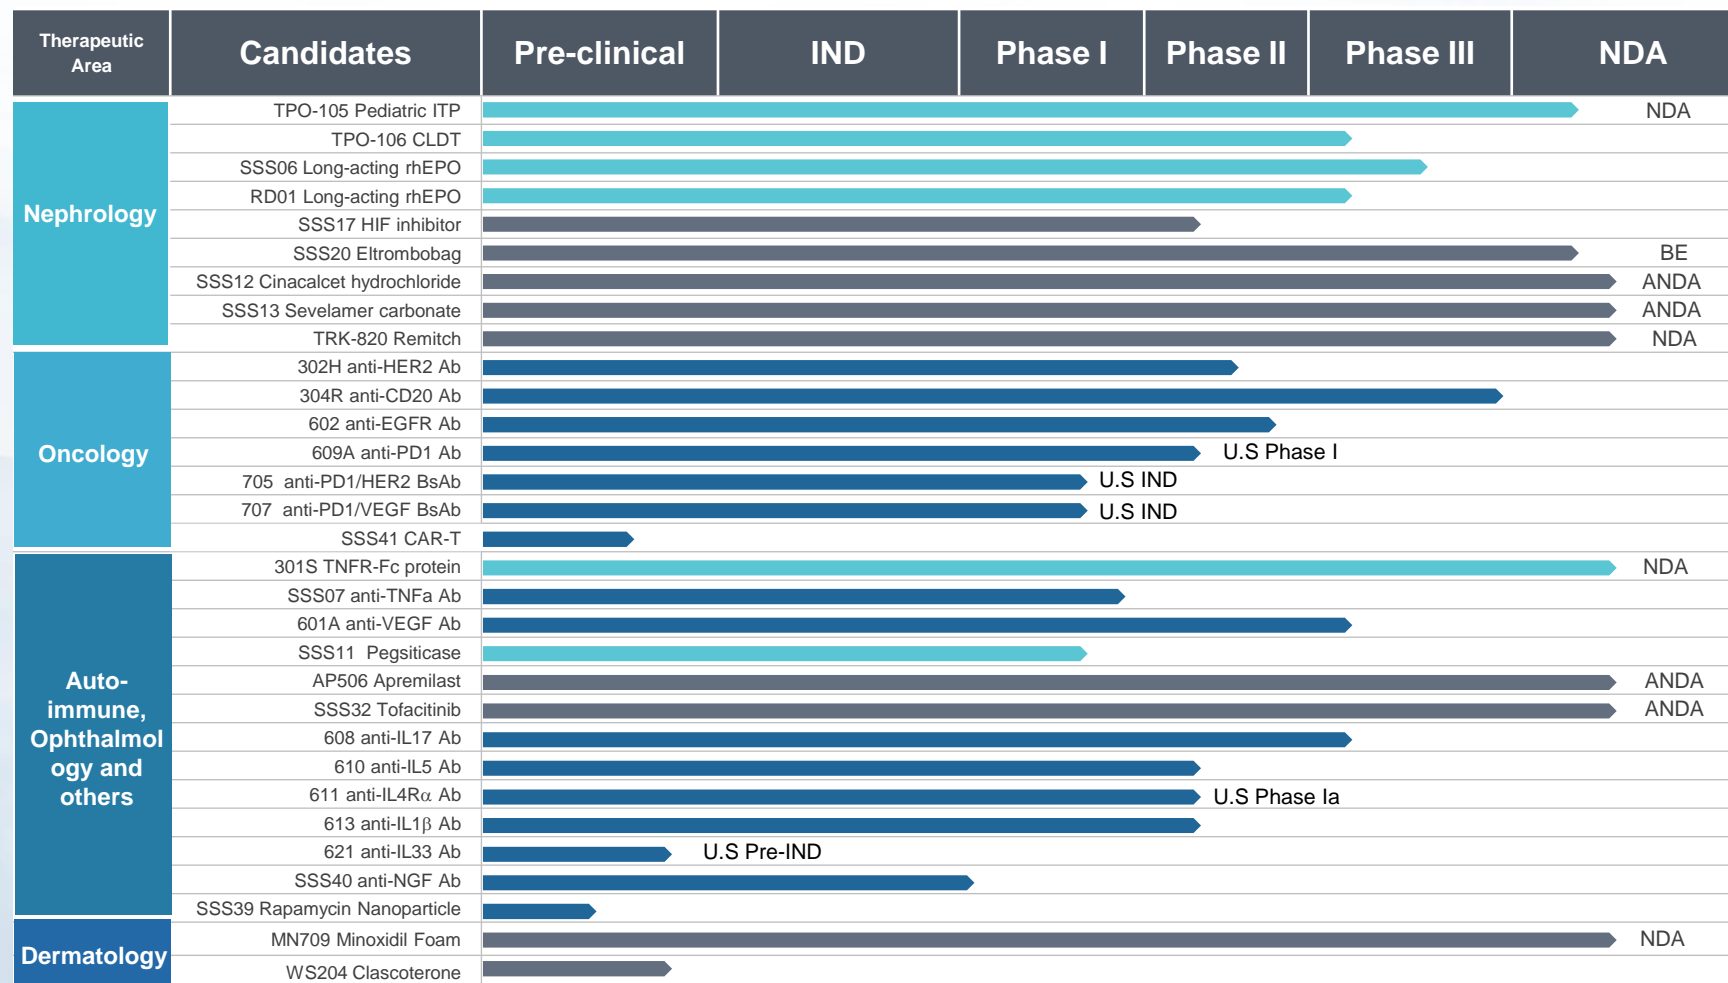 Therapeutic
Area
Candidates
Pre-clinical
IND
Phase I
Phase II
Phase III
NDA
Nephrology
TPO-105 Pediatric ITP
NDA
TPO-106 CLDT
SSS06 Long-acting rhEPO
RD01 Long-acting rhEPO
SSS17 HIF inhibitor
SSS20 Eltrombobag
BE
SSS12 Cinacalcet hydrochloride
ANDA
SSS13 Sevelamer carbonate
ANDA
TRK-820 Remitch
NDA
Oncology
302H anti-HER2 Ab
304R anti-CD20 Ab
602 anti-EGFR Ab
609A anti-PD1 Ab
U.S Phase I
705 anti-PD1/HER2 BsAb
U.S IND
707 anti-PD1/VEGF BsAb
U.S IND
SSS41 CAR-T
Auto-
immune,
Ophthalmol
ogy and
others
301S TNFR-Fc protein
NDA
SSS07 anti-TNFa Ab
601A anti-VEGF Ab
SSS11 Pegsiticase
AP506 Apremilast
ANDA
SSS32 Tofacitinib
ANDA
608 anti-IL17 Ab
610 anti-IL5 Ab
611 anti-IL4Rα Ab
U.S Phase Ia
613 anti-IL1β Ab
621 anti-IL33 Ab
U.S Pre-IND
SSS40 anti-NGF Ab
SSS39 Rapamycin Nanoparticle
Dermatology
MN709 Minoxidil Foam
NDA
WS204 Clascoterone